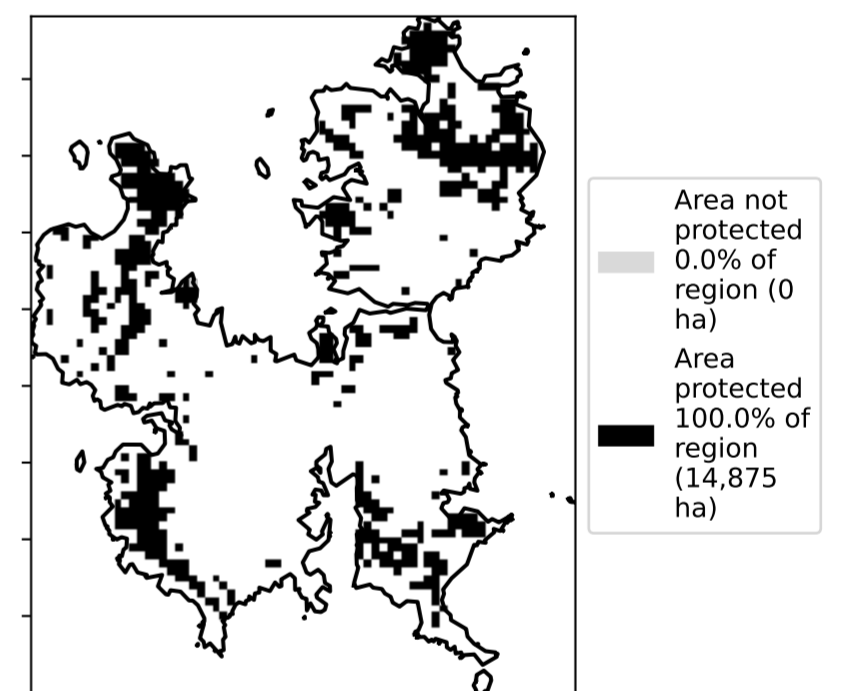 Area not
protected
0.0% of
region (0
ha)
Area
protected
100.0% of
region
(14,875
ha)